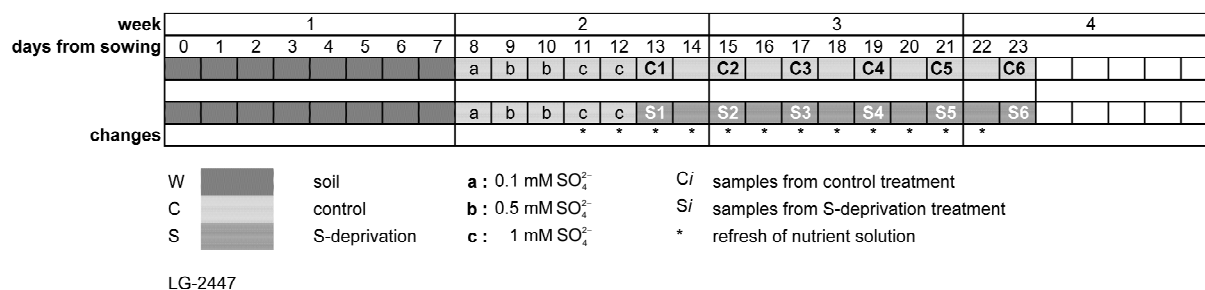 week 1 2 3 4
days from sowing 0 1 2 3 4 5 6 7 8 9 10 11 12 13 14 15 16 17 18 19 20 21 22 23
a b b c c C1 C2 C3 C4 C5 C6
a b b c c S1 S2 S3 S4 S5 S6
changes * * * * * * * * * * * *
W soil a : 0.1 mM SO₄²⁻ Ci samples from control treatment
C control b : 0.5 mM SO₄²⁻ Si samples from S-deprivation treatment
S S-deprivation c : 1 mM SO₄²⁻ * refresh of nutrient solution
LG-2447